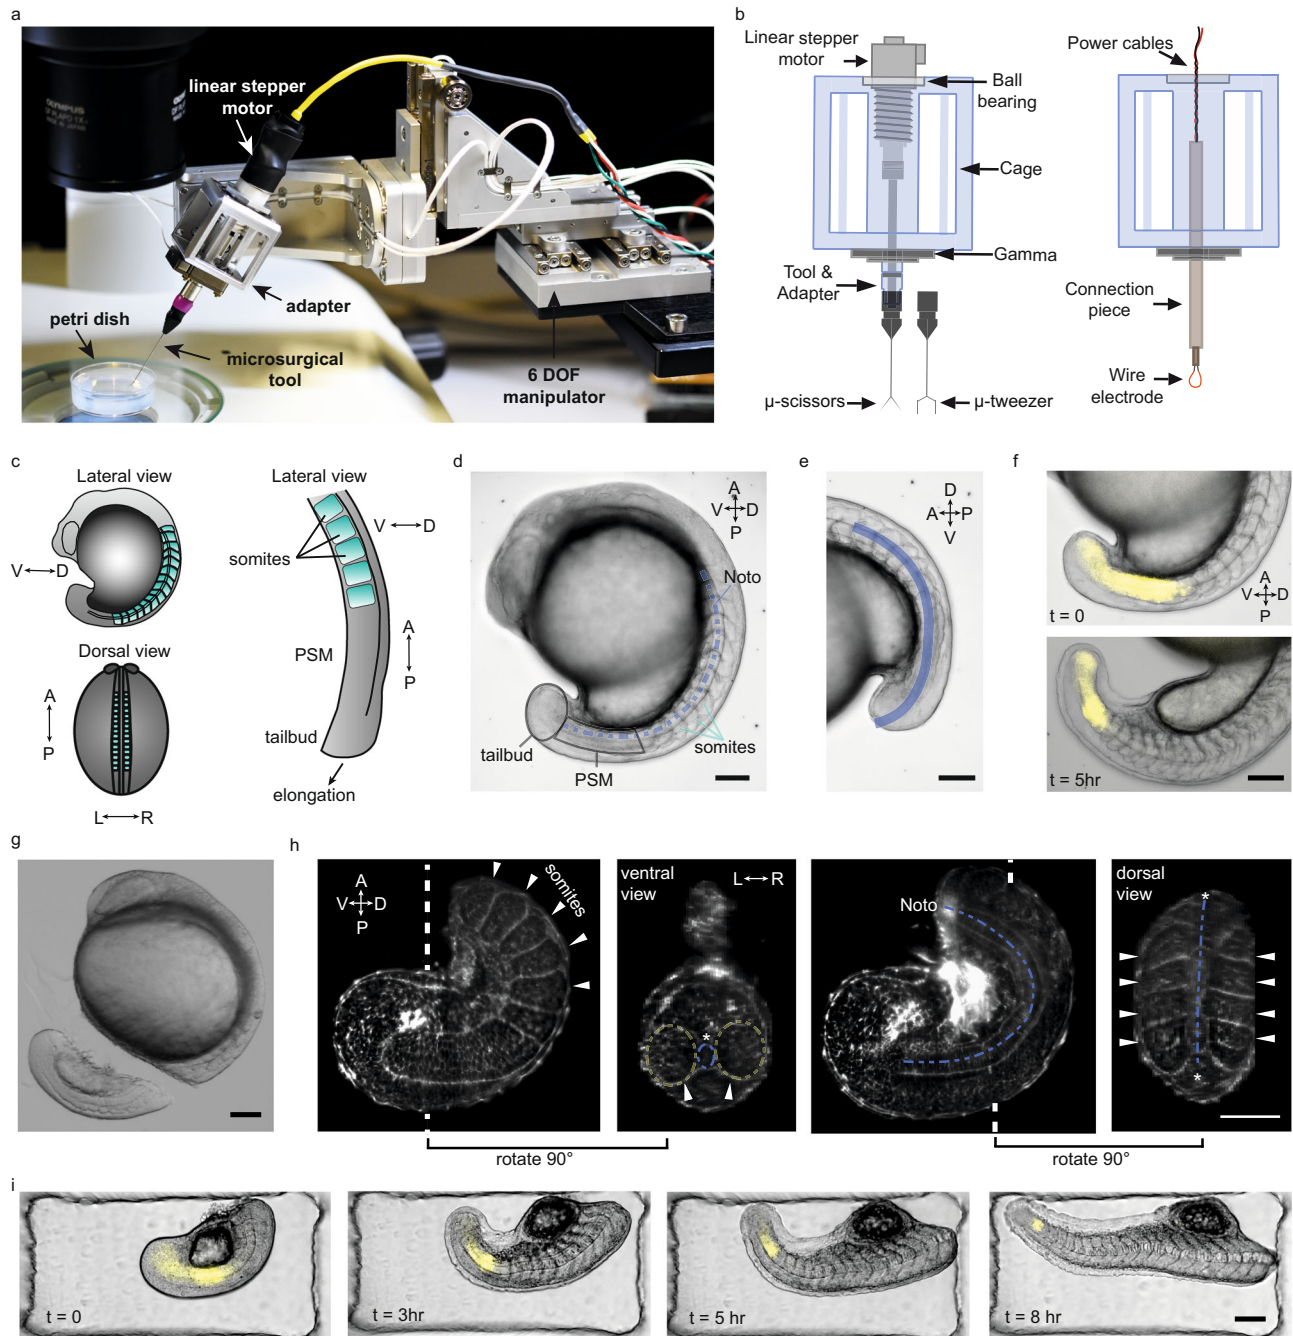 a
OLYMPUS
linear stepper
motor
adapter
petri dish
microsurgical
tool
6 DOF
manipulator
b
Linear stepper
motor
Power cables
Ball
bearing
Cage
Gamma
Tool &
Adapter
Connection
piece
Wire
electrode
μ-scissors
μ-tweezer
c
Lateral view
V D
Dorsal view
A
P
L R
Lateral view
V D
somites
A
PSM
P
tailbud
elongation
d
A
V D
P
Noto
tailbud
somites
PSM
e
D
A P
V
f
A
V D
P
t = 0
t = 5hr
g
h
A
V D
P
somites
ventral
view
L R
*
rotate 90°
Noto
dorsal
view
*
*
rotate 90°
i
t = 0
t = 3hr
t = 5 hr
t = 8 hr